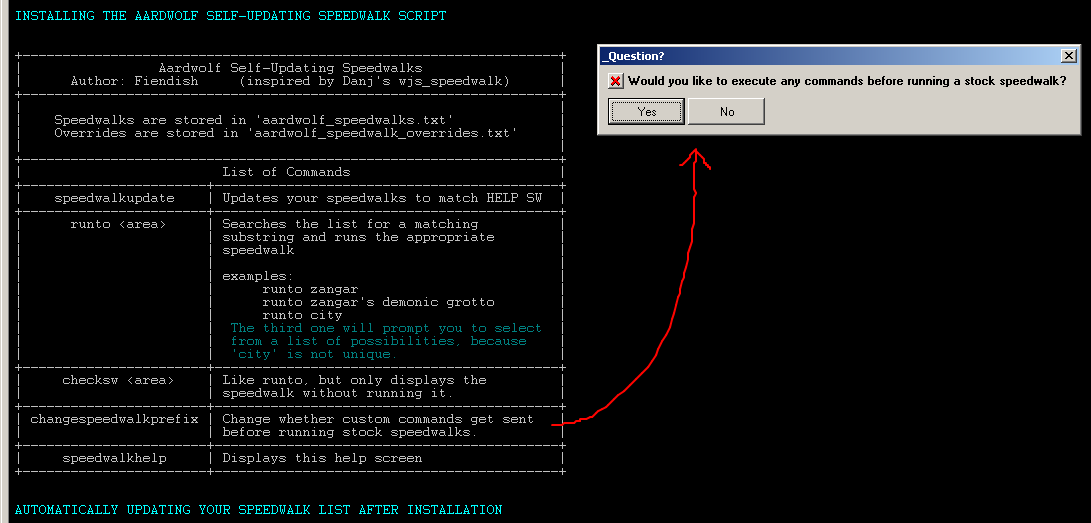 INSTALLING THE AARDWOLF SELF-UPDATING SPEEDWALK SCRIPT
Aardwolf Self-Updating Speedwalks
Author: Fiendish (inspired by Danj's wjs_speedwalk)
Speedwalks are stored in 'aardwolf_speedwalks.txt'
Overrides are stored in 'aardwolf_speedwalk_overrides.txt'
List of Commands
speedwalkupdate | Updates your speedwalks to match HELP SW
runto <area> | Searches the list for a matching
substring and runs the appropriate
speedwalk
examples:
runto zangar
runto zangar's demonic grotto
runto city
The third one will prompt you to select
from a list of possibilities, because
'city' is not unique.
checksw <area> | Like runto, but only displays the
speedwalk without running it.
changespeedwalkprefix | Change whether custom commands get sent
before running stock speedwalks.
speedwalkhelp | Displays this help screen
AUTOMATICALLY UPDATING YOUR SPEEDWALK LIST AFTER INSTALLATION
_Question?
Would you like to execute any commands before running a stock speedwalk?
Yes No